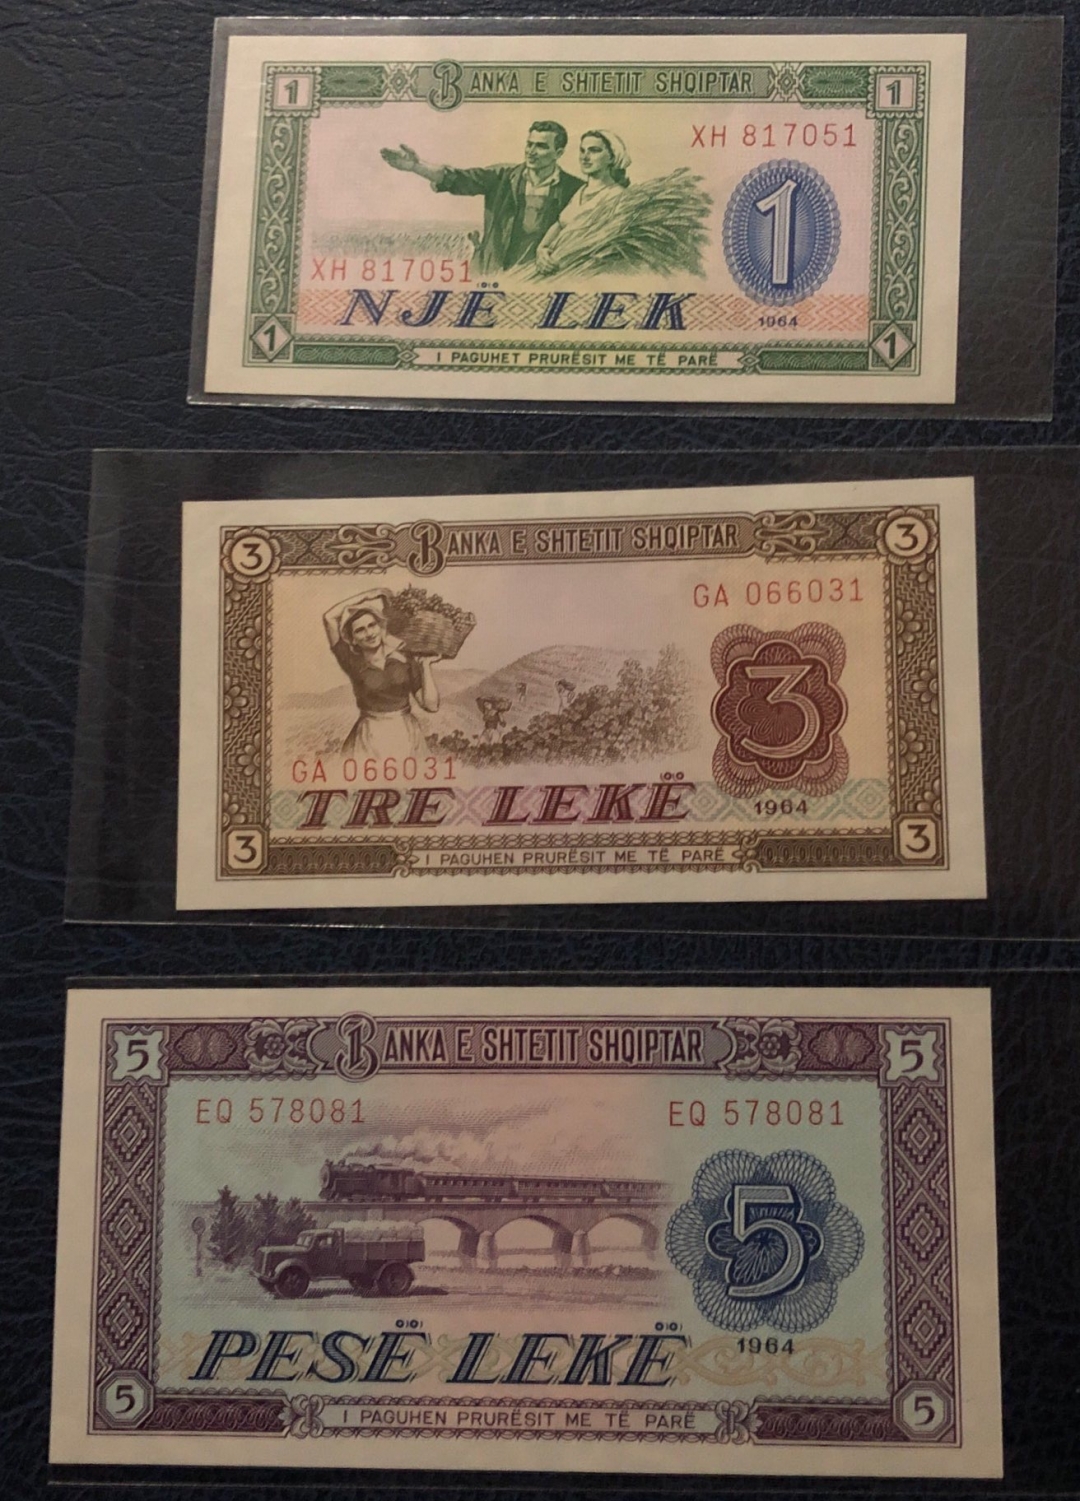 1 BANKA E SHTETIT SHQIPTAR 1
XH 817051
1
XH 817051
NJË LEK 1964
1 I PAGUHET PRURËSIT ME TË PARË 1
3 BANKA E SHTETIT SHQIPTAR 3
GA 066031
3
GA 066031
TRE LEKË 1964
3 I PAGUHEN PRURËSIT ME TË PARË 3
5 BANKA E SHTETIT SHQIPTAR 5
EQ 578081 EQ 578081
5
PESË LEKË 1964
5 I PAGUHEN PRURËSIT ME TË PARË 5